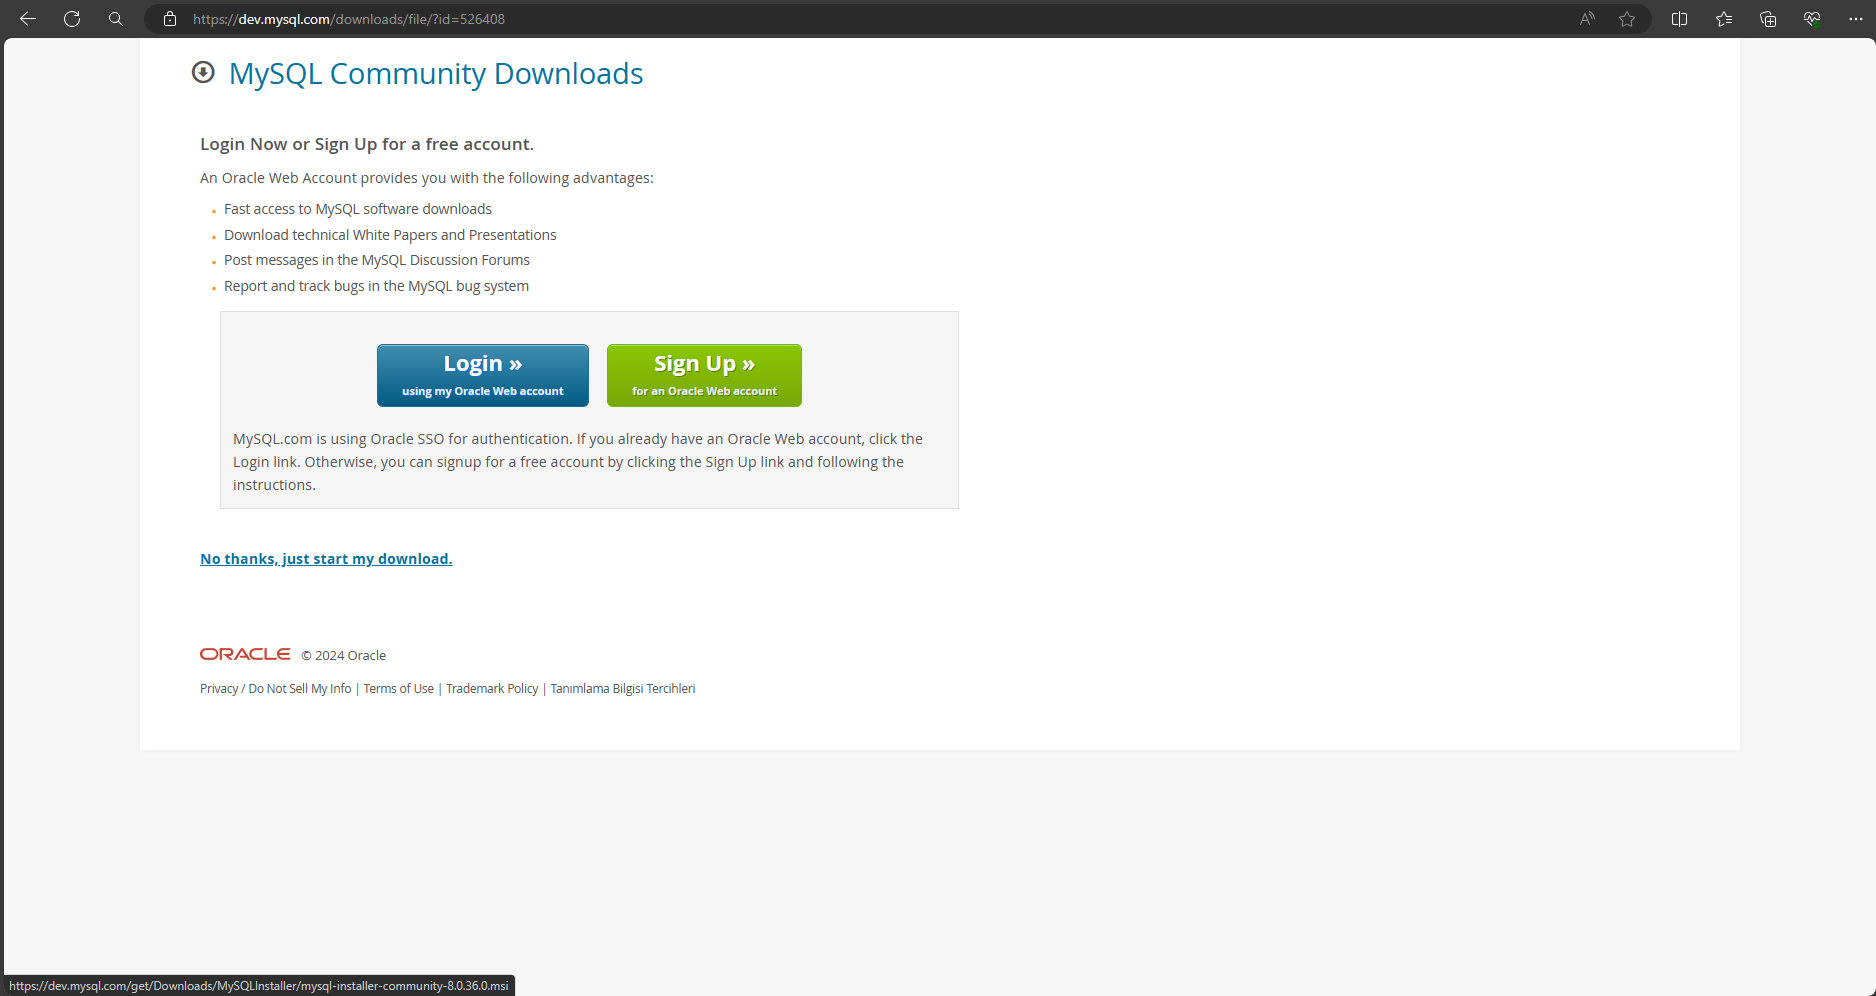 https://dev.mysql.com/downloads/file/?id=526408
MySQL Community Downloads
Login Now or Sign Up for a free account.
An Oracle Web Account provides you with the following advantages:
Fast access to MySQL software downloads
Download technical White Papers and Presentations
Post messages in the MySQL Discussion Forums
Report and track bugs in the MySQL bug system
Login »
using my Oracle Web account
Sign Up »
for an Oracle Web account
MySQL.com is using Oracle SSO for authentication. If you already have an Oracle Web account, click the
Login link. Otherwise, you can signup for a free account by clicking the Sign Up link and following the
instructions.
No thanks, just start my download.
ORACLE © 2024 Oracle
Privacy / Do Not Sell My Info | Terms of Use | Trademark Policy | Tanımlama Bilgisi Tercihleri
https://dev.mysql.com/get/Downloads/MySQLInstaller/mysql-installer-community-8.0.36.0.msi